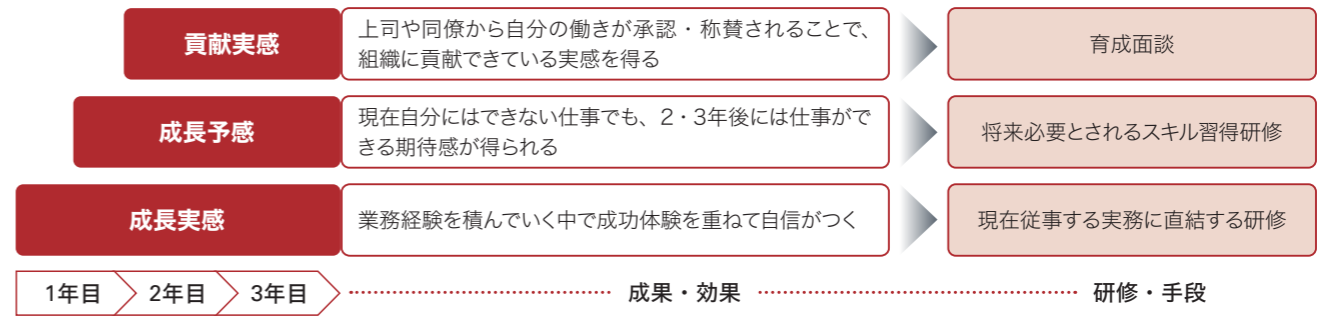 貢献実感
上司や同僚から自分の働きが承認・称賛されることで、
組織に貢献できている実感を得る
育成面談
成長予感
現在自分にはできない仕事でも、2・3年後には仕事がで
きる期待感が得られる
将来必要とされるスキル習得研修
成長実感
業務経験を積んでいく中で成功体験を重ねて自信がつく
現在従事する実務に直結する研修
1年目
2年目
3年目
成果・効果
研修・手段